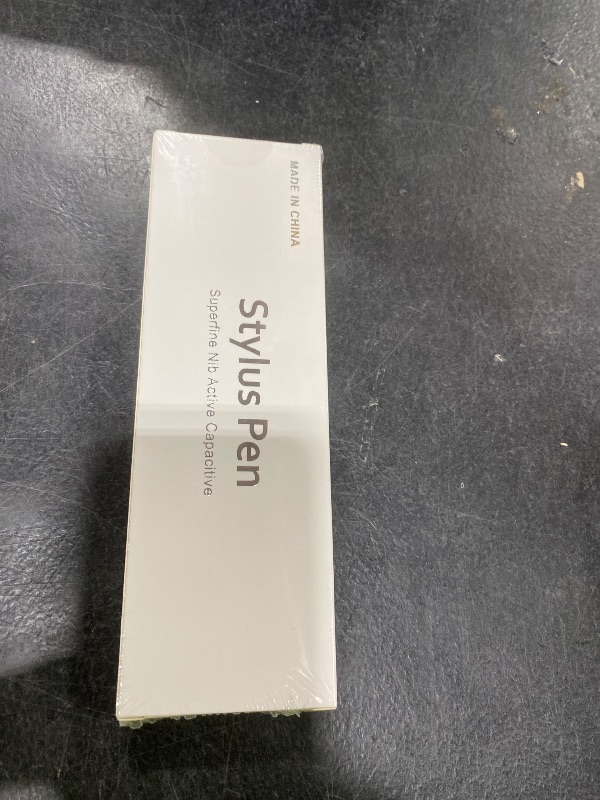 MADE IN CHINA
Stylus Pen
Superfine Nib Active Capacitive